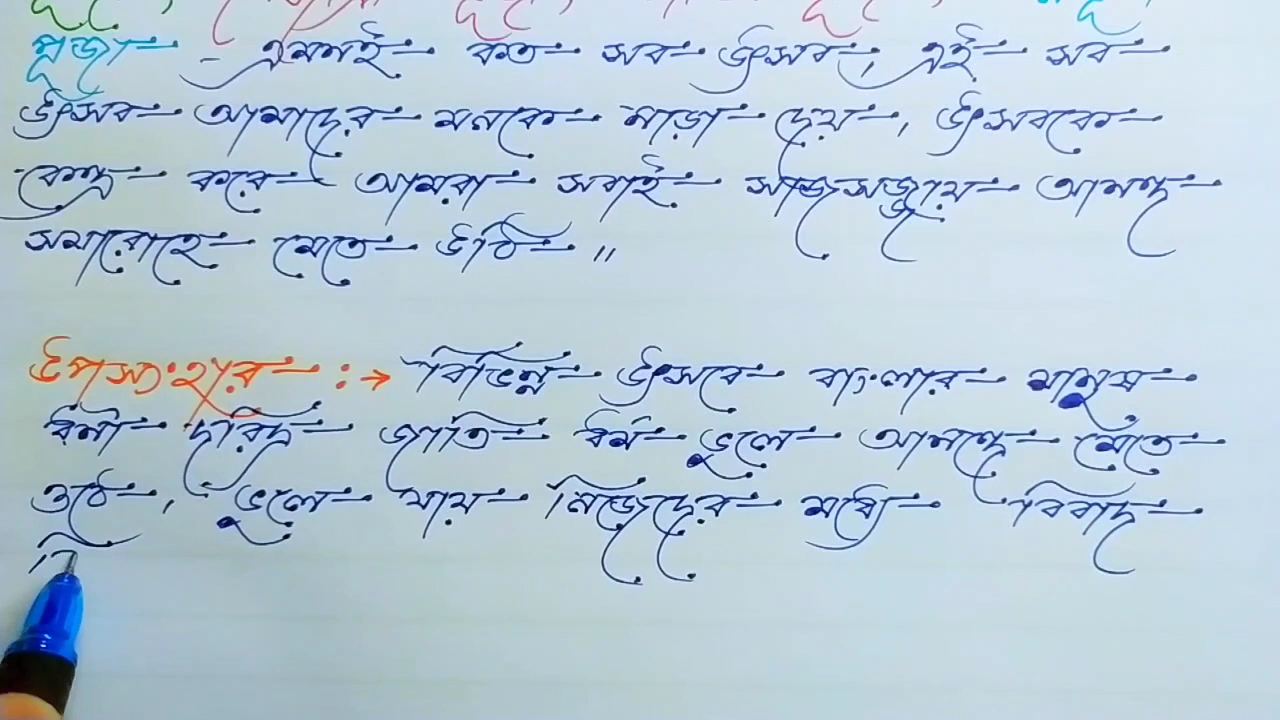 পূজা - এমনই কত সব উৎসব, এই সব
উৎসব আমাদের মনকে নাড়া দেয়, উৎসবকে
কেন্দ্র করে আমরা সবাই সাজসজ্জায় আনন্দ
সমারোহে মেতে উঠি ॥
উপসংহার :→ বিভিন্ন উৎসবে বাংলার মানুষ
ধনী দরিদ্র জাতি ধর্ম ভুলে আনন্দে মেতে
ওঠে, ভুলে যায় নিজেদের মধ্যে বিবাদ